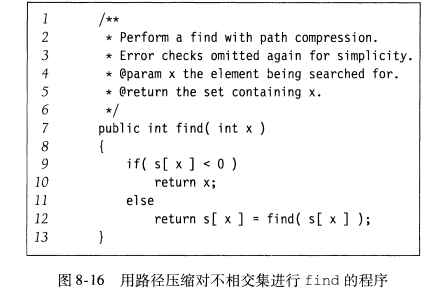 1 /**
2 * Perform a find with path compression.
3 * Error checks omitted again for simplicity.
4 * @param x the element being searched for.
5 * @return the set containing x.
6 */
7 public int find( int x )
8 {
9 if( s[ x ] < 0 )
10 return x;
11 else
12 return s[ x ] = find( s[ x ] );
13 }
图 8-16 用路径压缩对不相交集进行 find 的程序